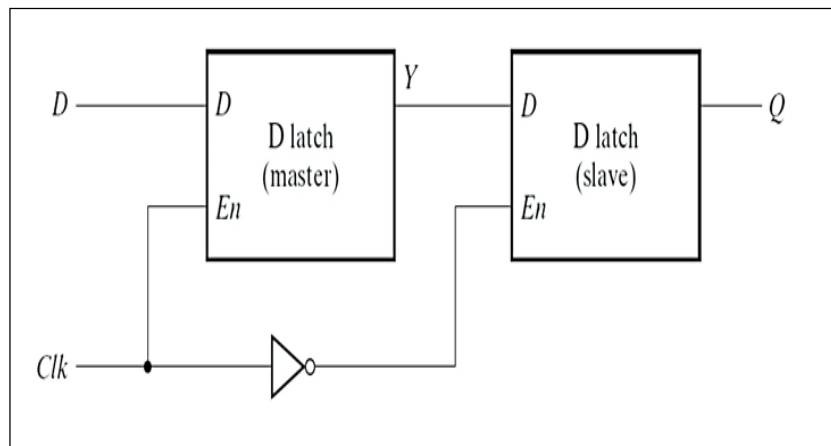 D
D
D latch
(master)
En
Y
D
D latch
(slave)
En
Q
Clk